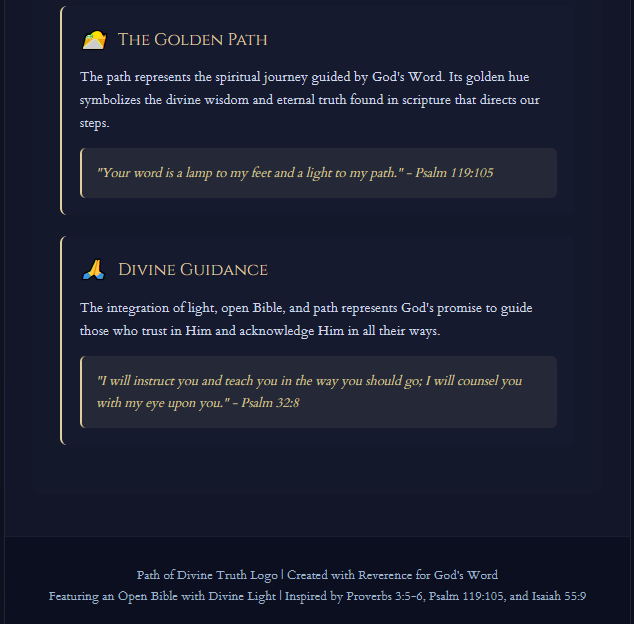 The Golden Path
The path represents the spiritual journey guided by God's Word. Its golden hue
symbolizes the divine wisdom and eternal truth found in scripture that directs our
steps.
"Your word is a lamp to my feet and a light to my path." - Psalm 119:105
Divine Guidance
The integration of light, open Bible, and path represents God's promise to guide
those who trust in Him and acknowledge Him in all their ways.
"I will instruct you and teach you in the way you should go; I will counsel you
with my eye upon you." - Psalm 32:8
Path of Divine Truth Logo | Created with Reverence for God's Word
Featuring an Open Bible with Divine Light | Inspired by Proverbs 3:5-6, Psalm 119:105, and Isaiah 55:9